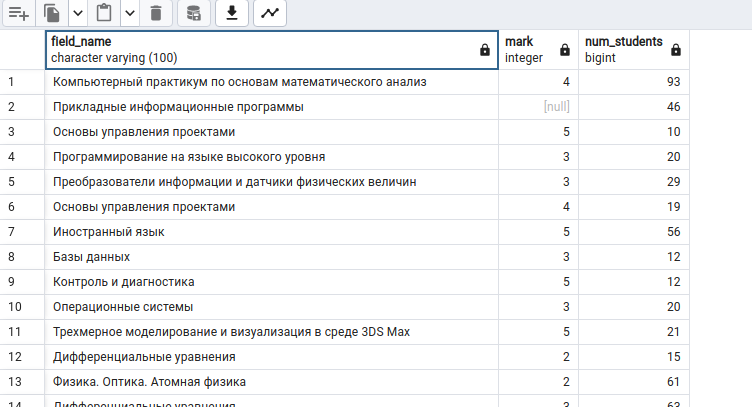 field_name mark num_students
character varying (100) integer bigint
1 Компьютерный практикум по основам математического анализ 4 93
2 Прикладные информационные программы [null] 46
3 Основы управления проектами 5 10
4 Программирование на языке высокого уровня 3 20
5 Преобразователи информации и датчики физических величин 3 29
6 Основы управления проектами 4 19
7 Иностранный язык 5 56
8 Базы данных 3 12
9 Контроль и диагностика 5 12
10 Операционные системы 3 20
11 Трехмерное моделирование и визуализация в среде 3DS Max 5 21
12 Дифференциальные уравнения 2 15
13 Физика. Оптика. Атомная физика 2 61
14 Дифференциальные уравнения 3 63